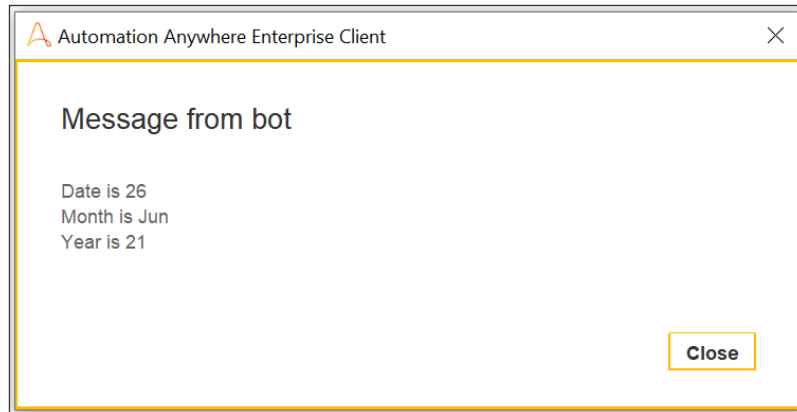 Automation Anywhere Enterprise Client
Message from bot
Date is 26
Month is Jun
Year is 21
Close